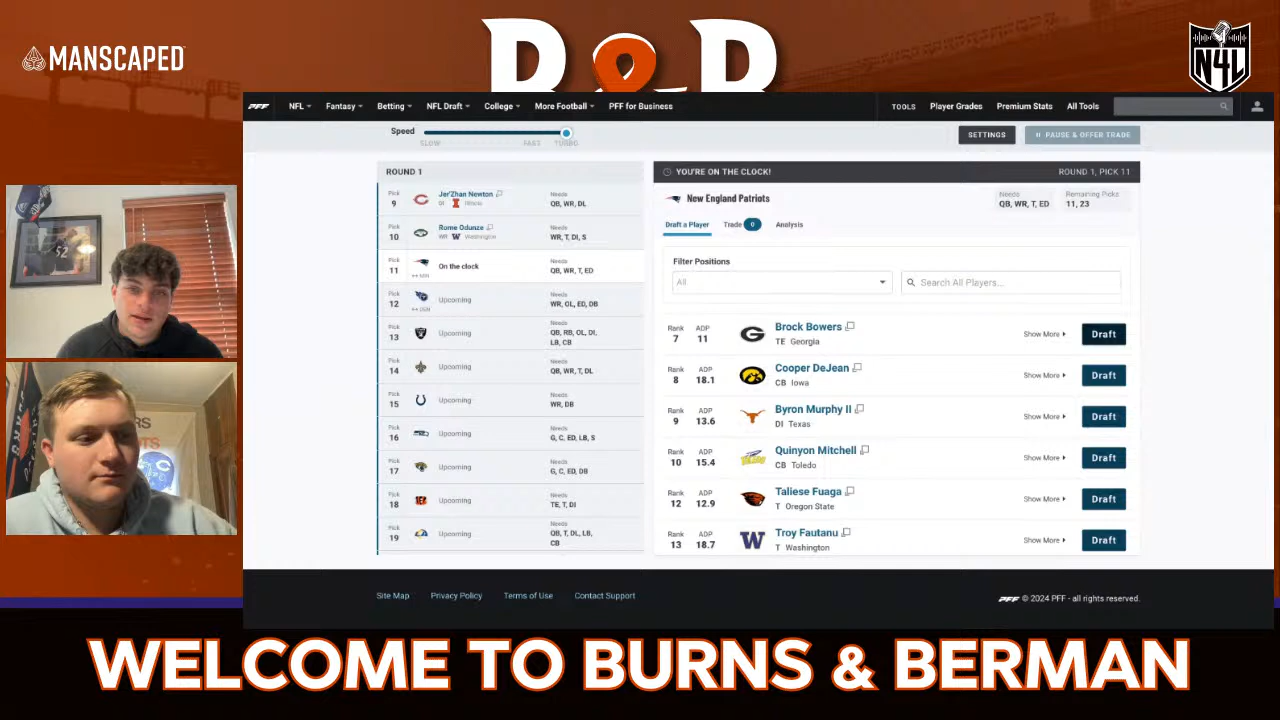 MANSCAPED
B&B
N4L
PFF
NFL
Fantasy
Betting
NFL Draft
College
More Football
PFF for Business
TOOLS
Player Grades
Premium Stats
All Tools
Speed
SLOW
FAST
TURBO
SETTINGS
PAUSE & OFFER TRADE
ROUND 1
Pick 9
Jer'Zhan Newton
DI Illinois
Needs
QB, WR, DL
Pick 10
Rome Odunze
WR Washington
Needs
WR, T, DI, S
Pick 11
On the clock
Needs
QB, WR, T, ED
Pick 12
Upcoming
Needs
WR, OL, ED, DB
Pick 13
Upcoming
Needs
QB, RB, OL, DI,
LB, CB
Pick 14
Upcoming
Needs
QB, WR, T, DL
Pick 15
Upcoming
Needs
WR, DB
Pick 16
Upcoming
Needs
G, C, ED, LB, S
Pick 17
Upcoming
Needs
G, C, ED, DB
Pick 18
Upcoming
Needs
TE, T, DI
Pick 19
Upcoming
Needs
QB, T, DL, LB,
CB
YOU'RE ON THE CLOCK!
ROUND 1, PICK 11
New England Patriots
Needs
QB, WR, T, ED
Remaining Picks
11, 23
Draft a Player
Trade 0
Analysis
Filter Positions
All
Search All Players...
Rank 7
ADP 11
Brock Bowers
TE Georgia
Show More
Draft
Rank 8
ADP 18.1
Cooper DeJean
CB Iowa
Show More
Draft
Rank 9
ADP 13.6
Byron Murphy II
DI Texas
Show More
Draft
Rank 10
ADP 15.4
Quinyon Mitchell
CB Toledo
Show More
Draft
Rank 12
ADP 12.9
Taliese Fuaga
T Oregon State
Show More
Draft
Rank 13
ADP 18.7
Troy Fautanu
T Washington
Show More
Draft
Site Map
Privacy Policy
Terms of Use
Contact Support
PFF © 2024 PFF - all rights reserved.
WELCOME TO BURNS & BERMAN